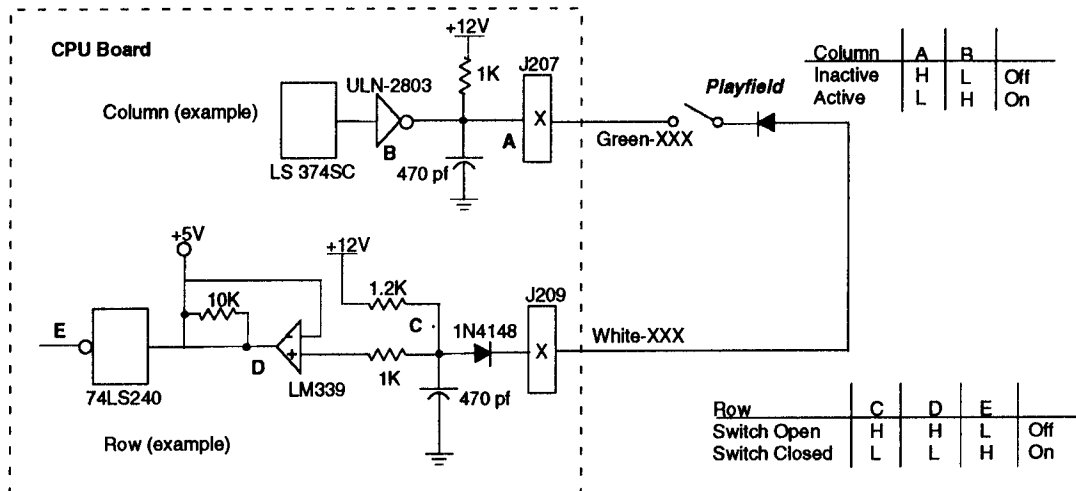 CPU Board
+12V
1K
J207
ULN-2803
Column (example)
B
A
X
LS 374SC
470 pf
Playfield
Green-XXX
Column A B
Inactive H L Off
Active L H On
+5V
+12V
10K
1.2K
J209
E
C
1N4148
White-XXX
X
D
1K
LM339
470 pf
74LS240
Row (example)
Row C D E
Switch Open H H L Off
Switch Closed L L H On